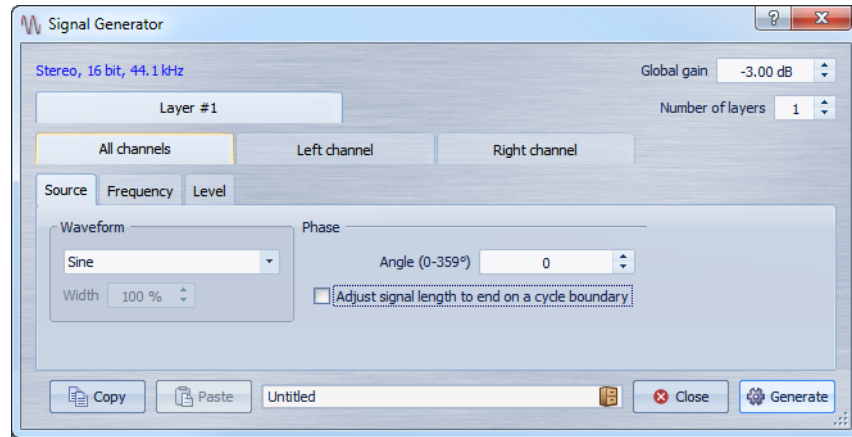 Signal Generator
?
Stereo, 16 bit, 44.1 kHz
Global gain -3.00 dB
Layer #1
Number of layers 1
All channels Left channel Right channel
Source Frequency Level
Waveform Phase
Sine Angle (0-359°) 0
Width 100 % Adjust signal length to end on a cycle boundary
Copy Paste Untitled Close Generate